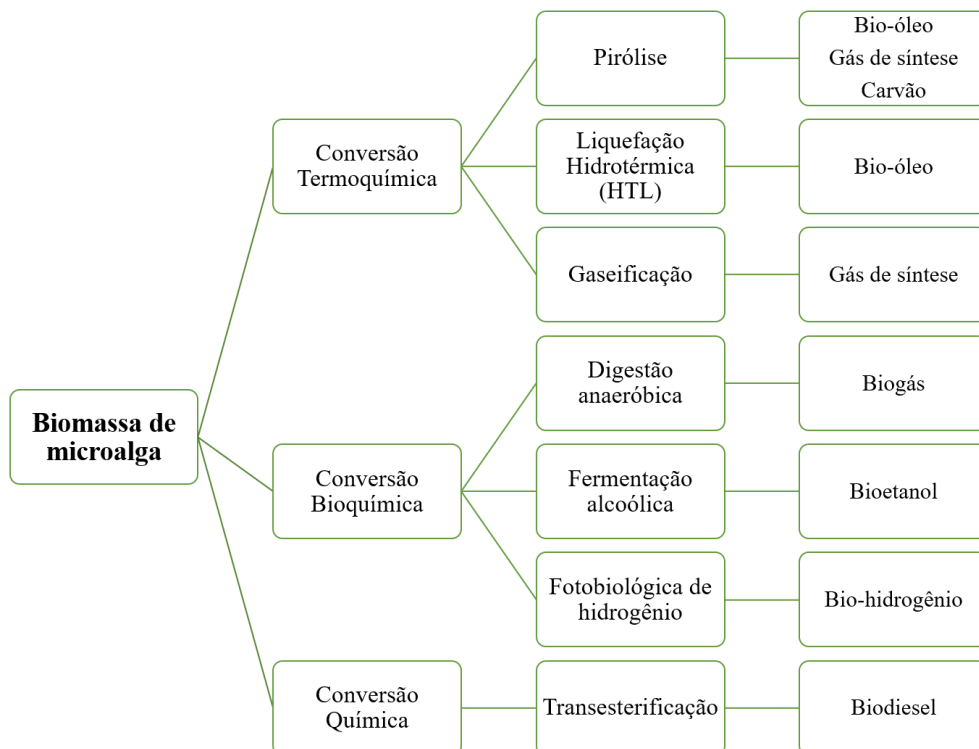 Biomassa de
microalga
Conversão
Termoquímica
Pirólise
Bio-óleo
Gás de síntese
Carvão
Liquefação
Hidrotérmica
(HTL)
Bio-óleo
Gaseificação
Gás de síntese
Conversão
Bioquímica
Digestão
anaeróbica
Biogás
Fermentação
alcoólica
Bioetanol
Fotobiológica de
hidrogênio
Bio-hidrogênio
Conversão
Química
Transesterificação
Biodiesel